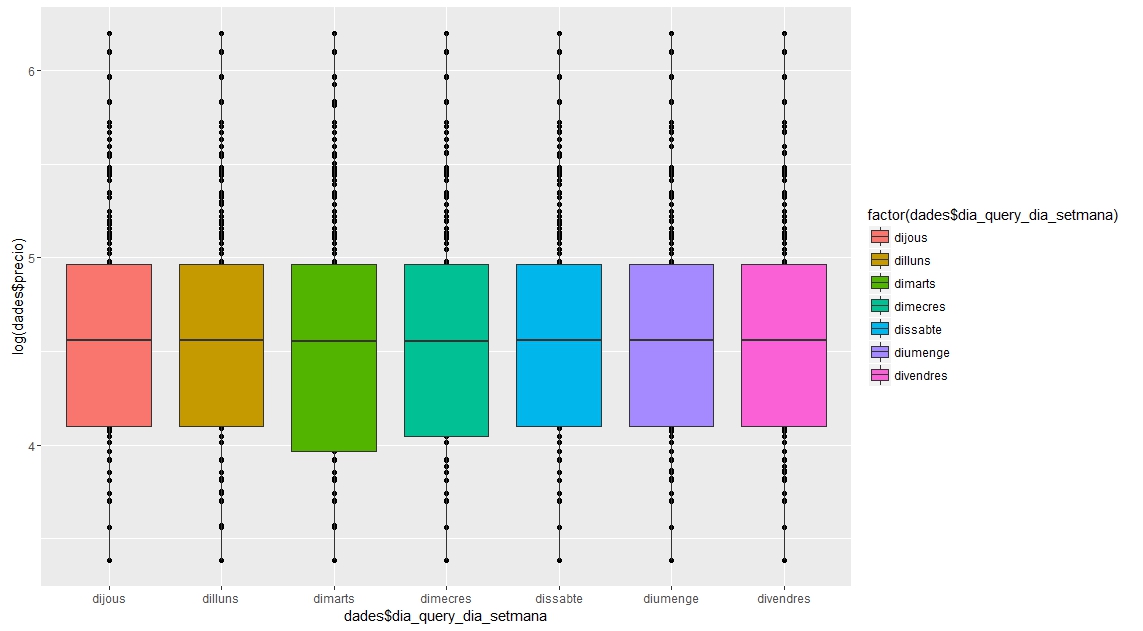 log(dades$precio)
6
5
4
dijous dilluns dimarts dimecres dissabte diumenge divendres
dades$dia_query_dia_setmana
factor(dades$dia_query_dia_setmana)
dijous
dilluns
dimarts
dimecres
dissabte
diumenge
divendres